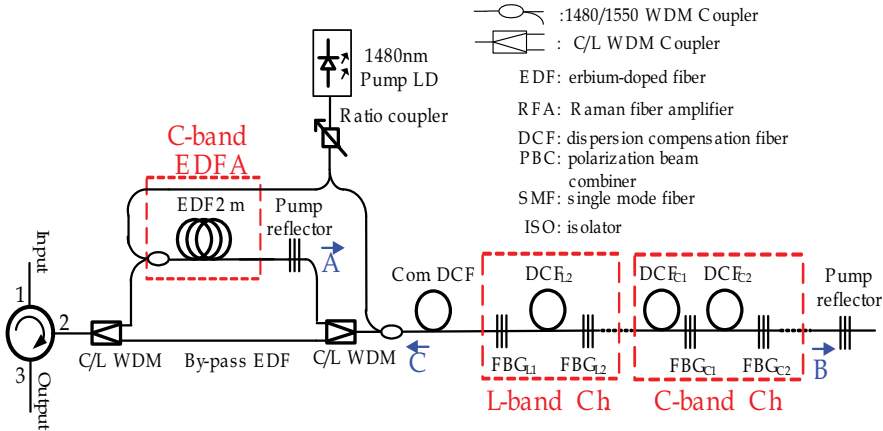 :1480/1550 WDM Coupler
: C/L WDM Coupler
EDF: erbium-doped fiber
RFA: Raman fiber amplifier
DCF: dispersion compensation fiber
PBC: polarization beam
combiner
SMF: single mode fiber
ISO: isolator
1480nm
Pump LD
Ratio coupler
C-band
EDFA
EDF2 m
Pump
reflector
A
Input
1
2
3
Output
C/L WDM
By-pass EDF
C/L WDM
Com DCF
C
DCF_L2
FBG_L1
FBG_L2
L-band Ch
DCF_C1
DCF_C2
FBG_C1
FBG_C2
C-band Ch
Pump
reflector
B